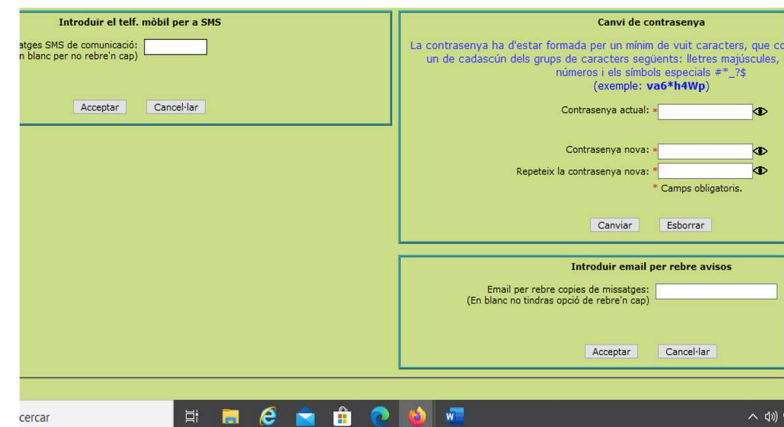 Introduir el telf. mòbil per a SMS
atges SMS de comunicació:
n blanc per no rebre'n cap)
Acceptar Cancel·lar
Canvi de contrasenya
La contrasenya ha d'estar formada per un mínim de vuit caracters, que co
un de cadascún dels grups de caracters següents: lletres majúscules,
números i els símbols especials #*_?$
(exemple: va6*h4Wp)
Contrasenya actual: *
Contrasenya nova: *
Repeteix la contrasenya nova: *
* Camps obligatoris.
Canviar Esborrar
Introduir email per rebre avisos
Email per rebre copies de missatges:
(En blanc no tindras opció de rebre'n cap)
Acceptar Cancel·lar
cercar